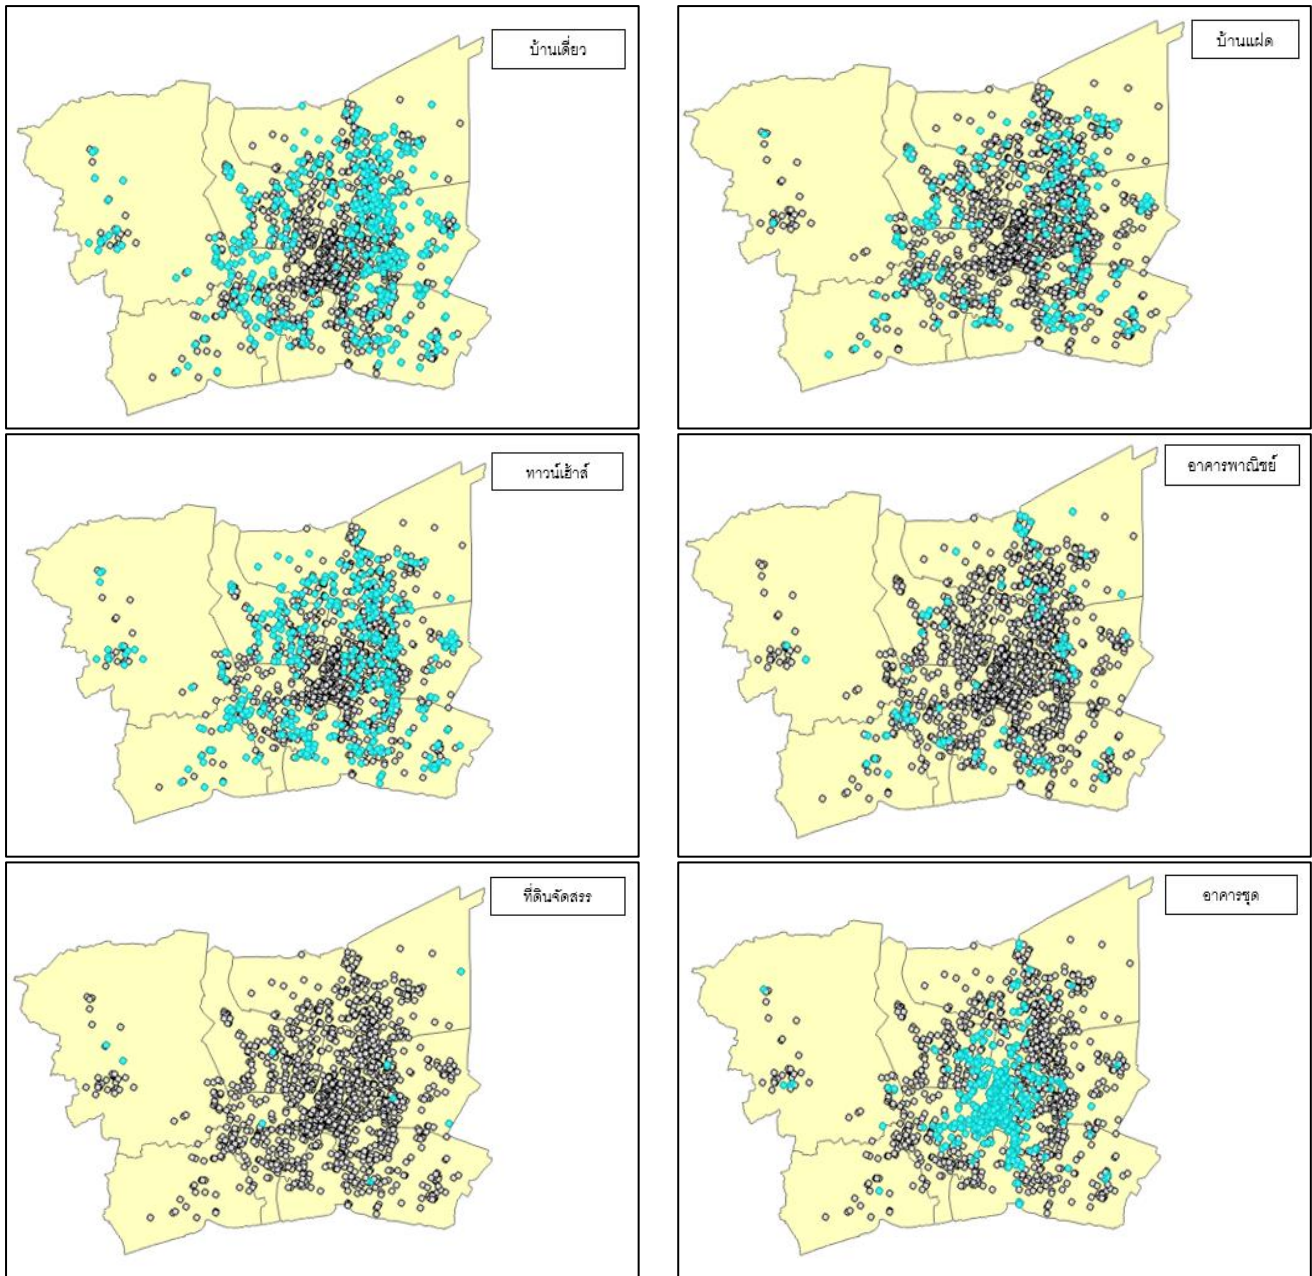 บ้านเดี่ยว
บ้านแฝด
ทาวน์เฮ้าส์
อาคารพาณิชย์
ที่ดินจัดสรร
อาคารชุด